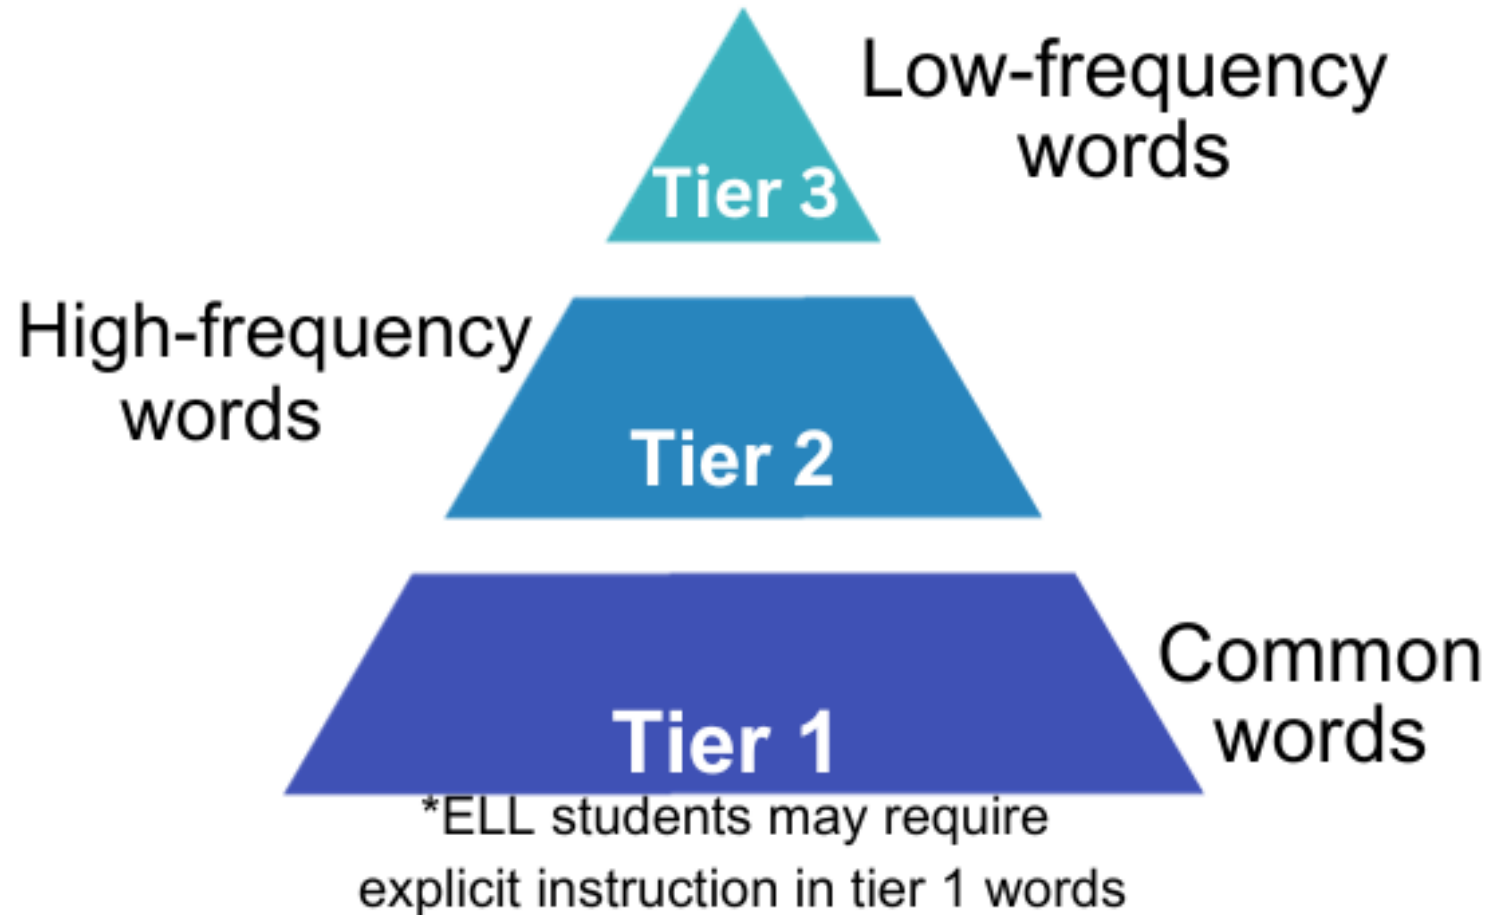 Low-frequency
words
Tier 3
High-frequency
words
Tier 2
Common
words
Tier 1
*ELL students may require
explicit instruction in tier 1 words